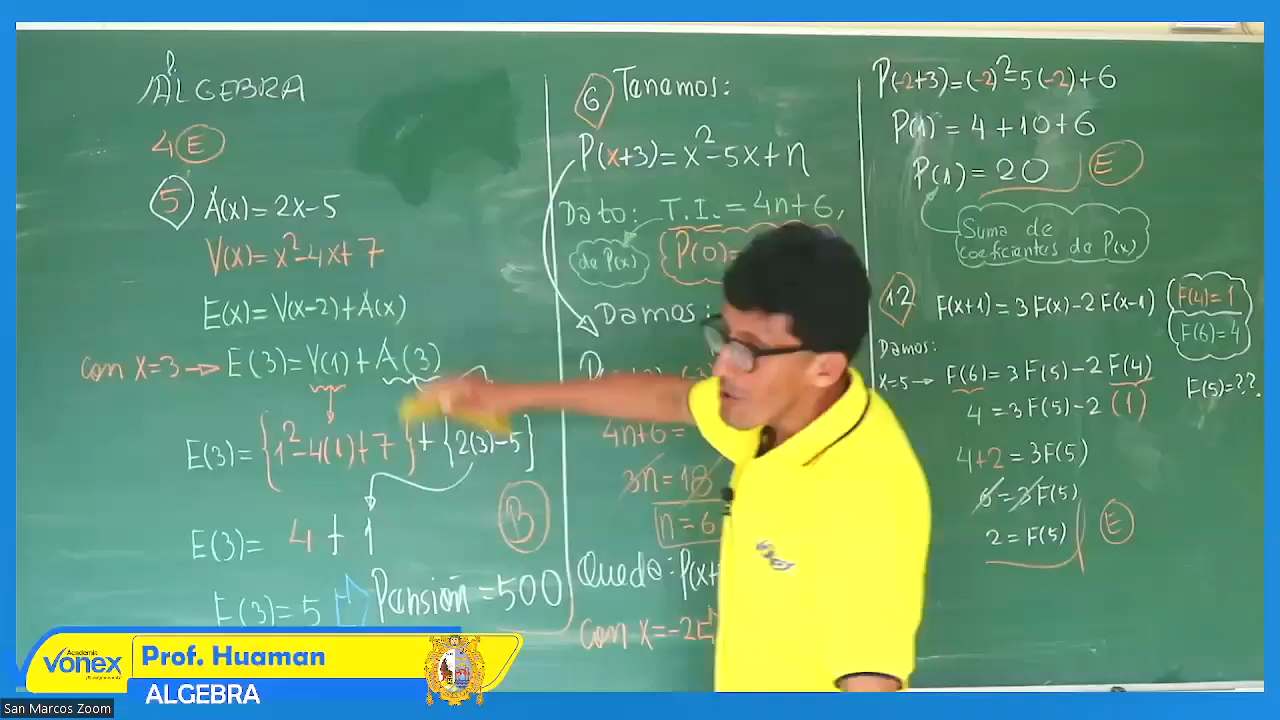 ALGEBRA
4 E
5 A(x)=2x-5
V(x)=x²-4x+7
E(x)=V(x-2)+A(x)
con x=3→ E(3)=V(1)+A(3)
E(3)={1²-4(1)+7}+{2(3)-5}
E(3)= 4+1
B
E(3)=5 Pansión=500
6 Tenemos:
P(x+3)=x²-5x+n
Dato: T.I.=4n+6,
de P(x) P(0)=
Damos:
4n+6=
3n=18
n=6
Queda: P(x+
con x=-2
P(-2+3)=(-2)²-5(-2)+6
P(1)=4+10+6
P(1)=20 E
Suma de
coeficientes de P(x)
12 F(x+1)=3F(x)-2F(x-1) F(4)=1
F(6)=4
Damos:
x=5→ F(6)=3F(5)-2F(4) F(5)=??
4=3F(5)-2(1)
4+2=3F(5)
6=3F(5)
2=F(5) E
Academia
vonex
Prof. Huaman
ALGEBRA
San Marcos Zoom